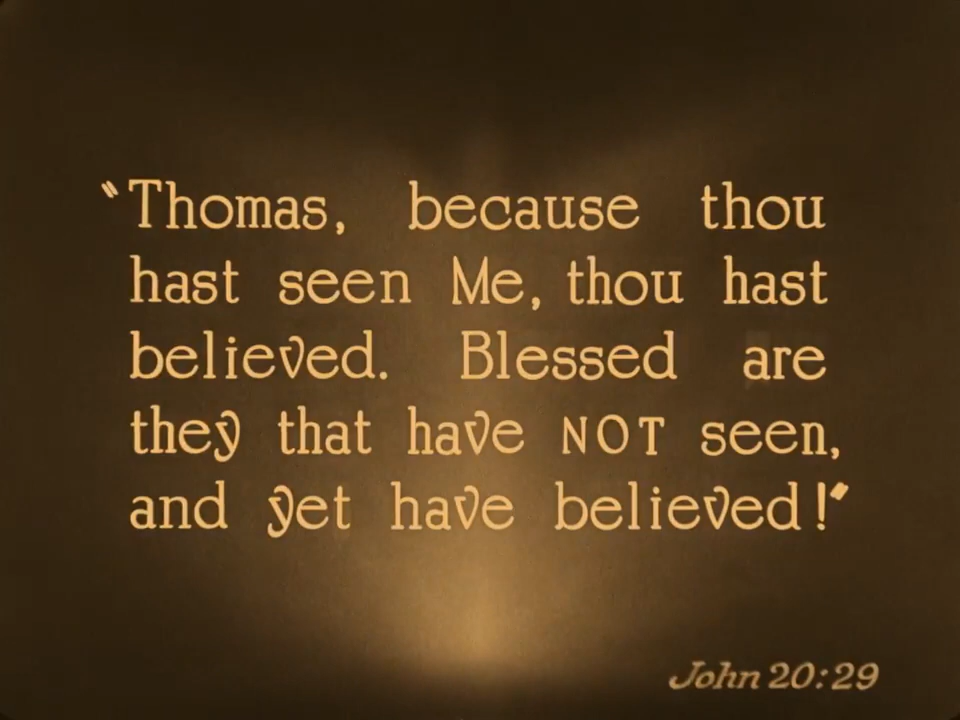 “Thomas, because thou
hast seen Me, thou hast
believed. Blessed are
they that have NOT seen,
and yet have believed!”
John 20:29